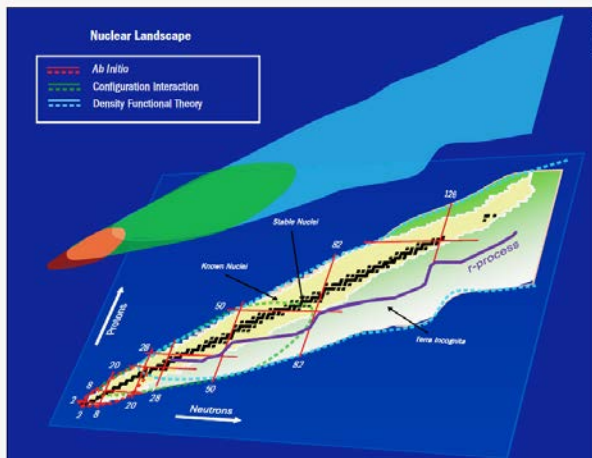 Nuclear Landscape
Ab Initio
Configuration Interaction
Density Functional Theory
126
Stable Nuclei
82
r-process
Known Nuclei
50
Protons
Terra Incognita
28
20
82
8
50
2
28
20
2
8
Neutrons